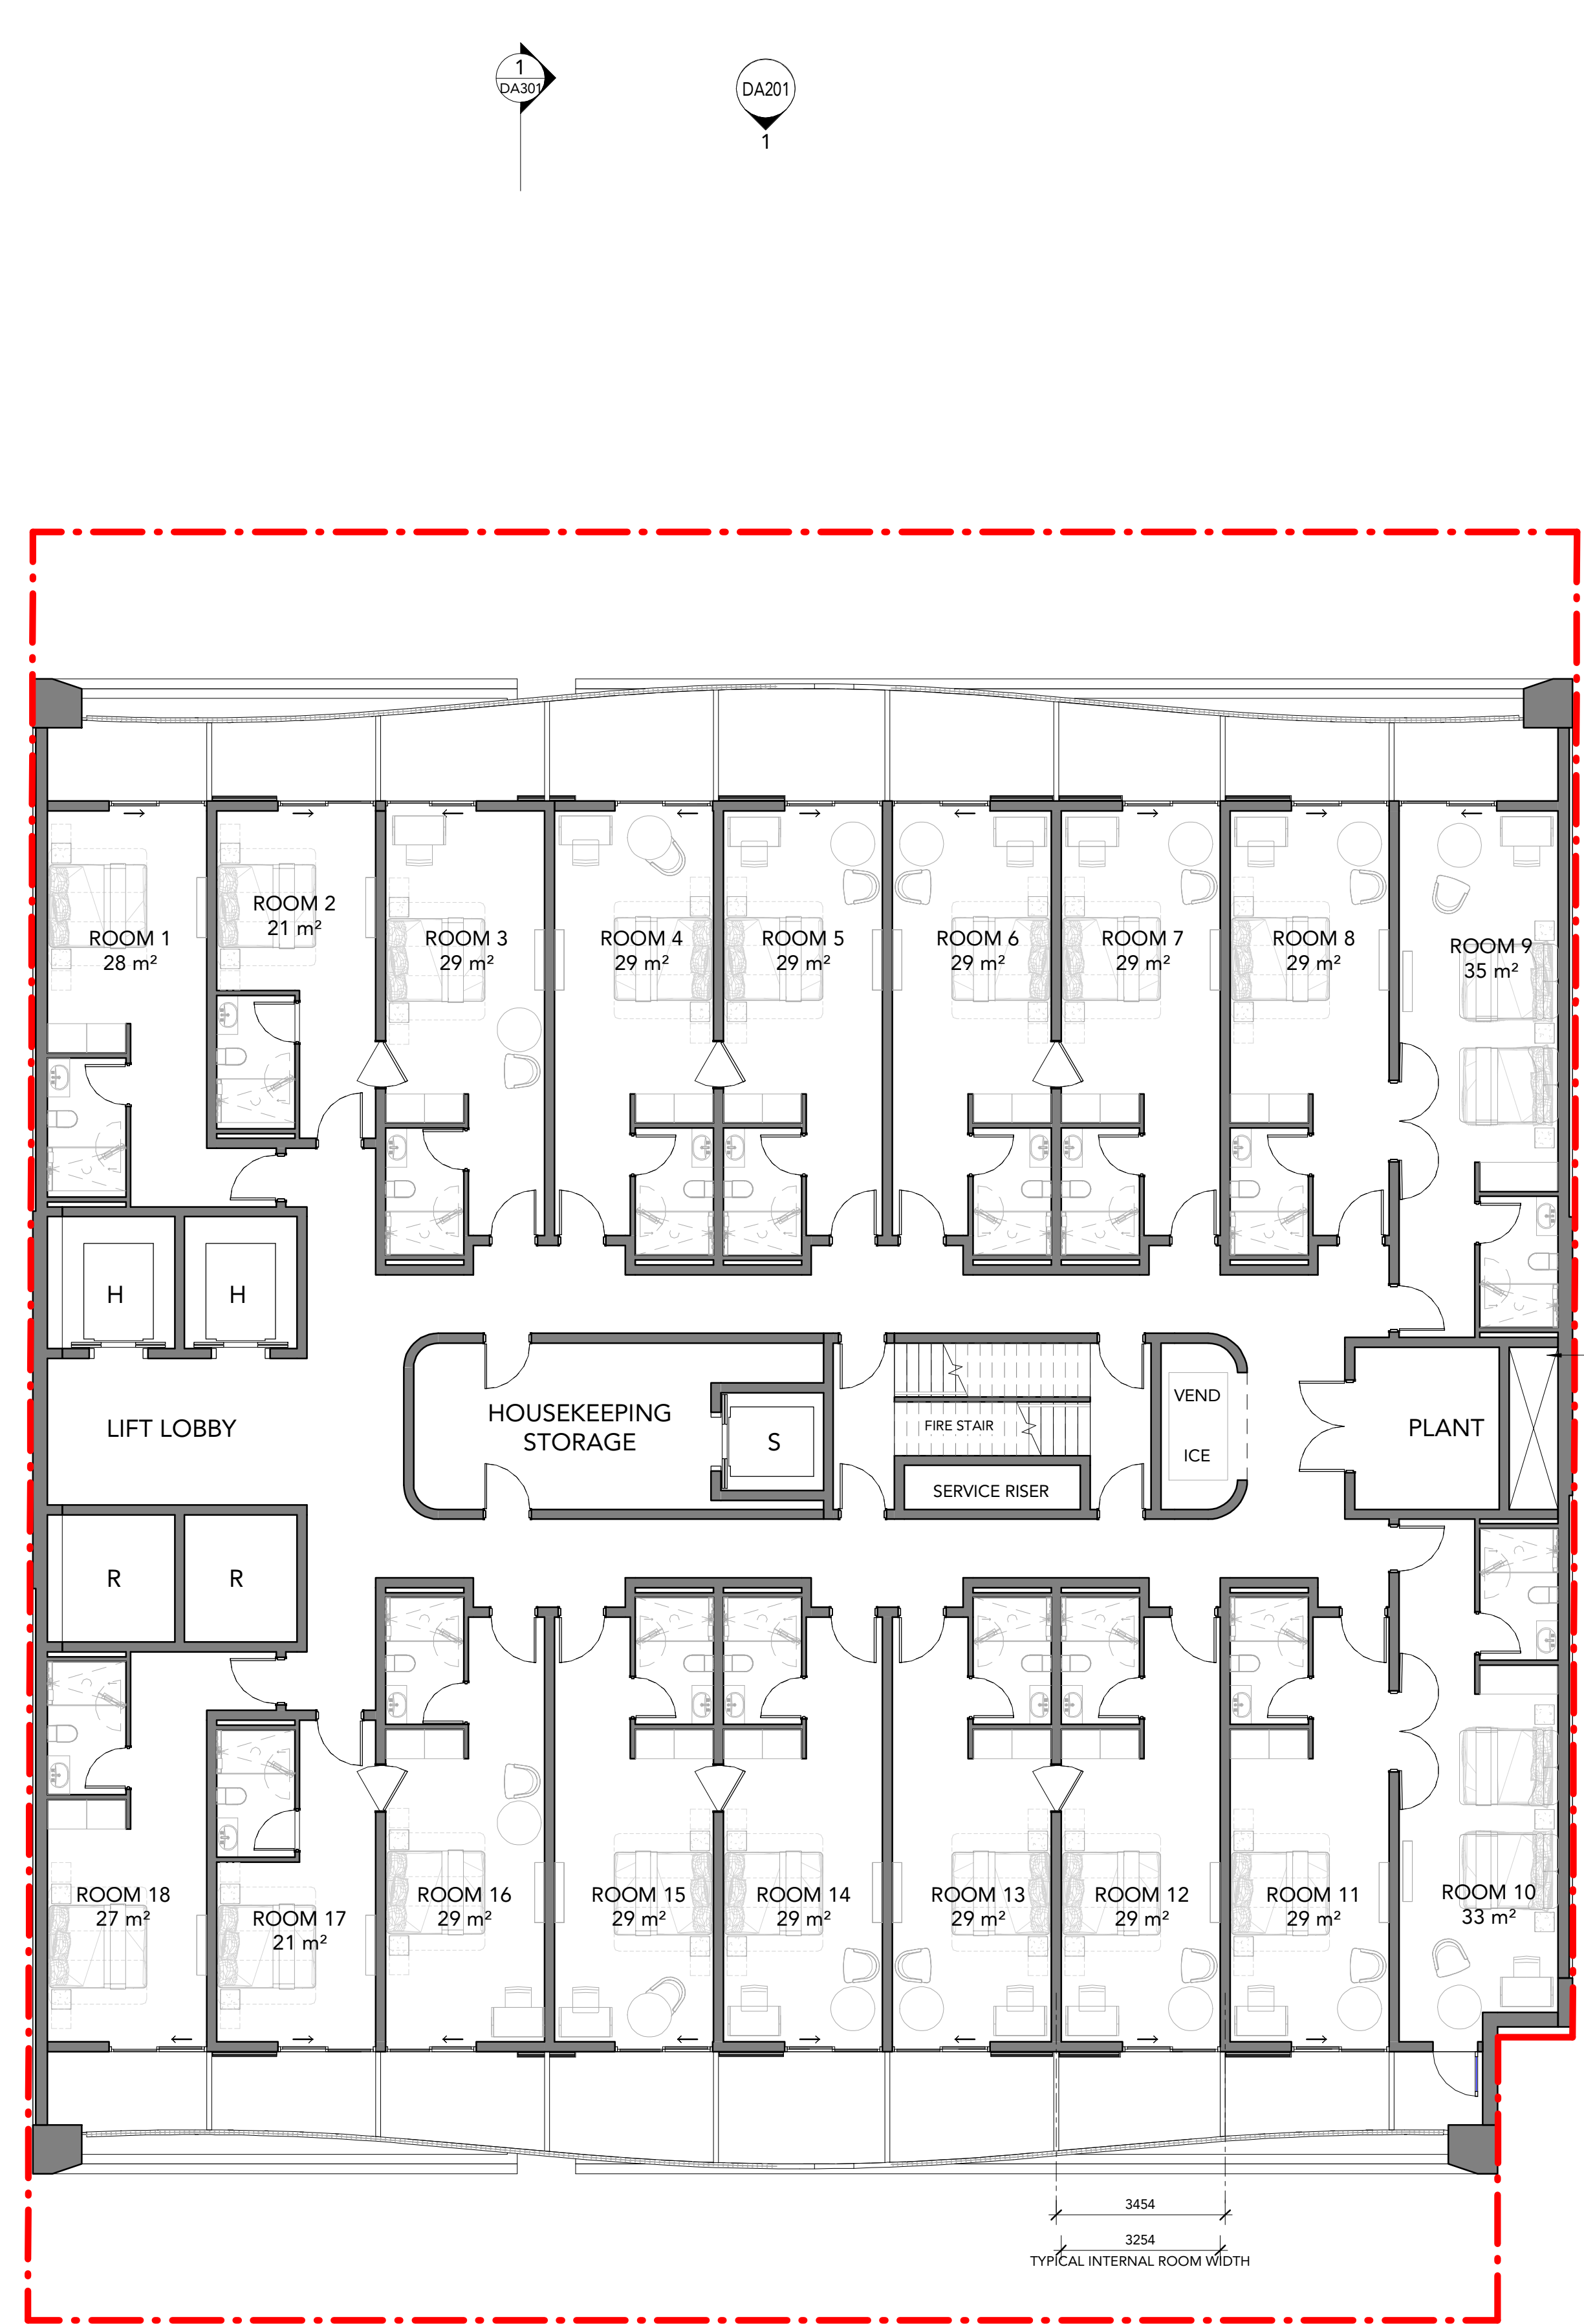 1
DA301
DA201
1
ROOM 1
28 m²
ROOM 2
21 m²
ROOM 3
29 m²
ROOM 4
29 m²
ROOM 5
29 m²
ROOM 6
29 m²
ROOM 7
29 m²
ROOM 8
29 m²
ROOM 9
35 m²
H
H
LIFT LOBBY
HOUSEKEEPING
STORAGE
S
FIRE STAIR
SERVICE RISER
VEND
ICE
PLANT
R
R
ROOM 18
27 m²
ROOM 17
21 m²
ROOM 16
29 m²
ROOM 15
29 m²
ROOM 14
29 m²
ROOM 13
29 m²
ROOM 12
29 m²
ROOM 11
29 m²
ROOM 10
33 m²
3454
3254
TYPICAL INTERNAL ROOM WIDTH